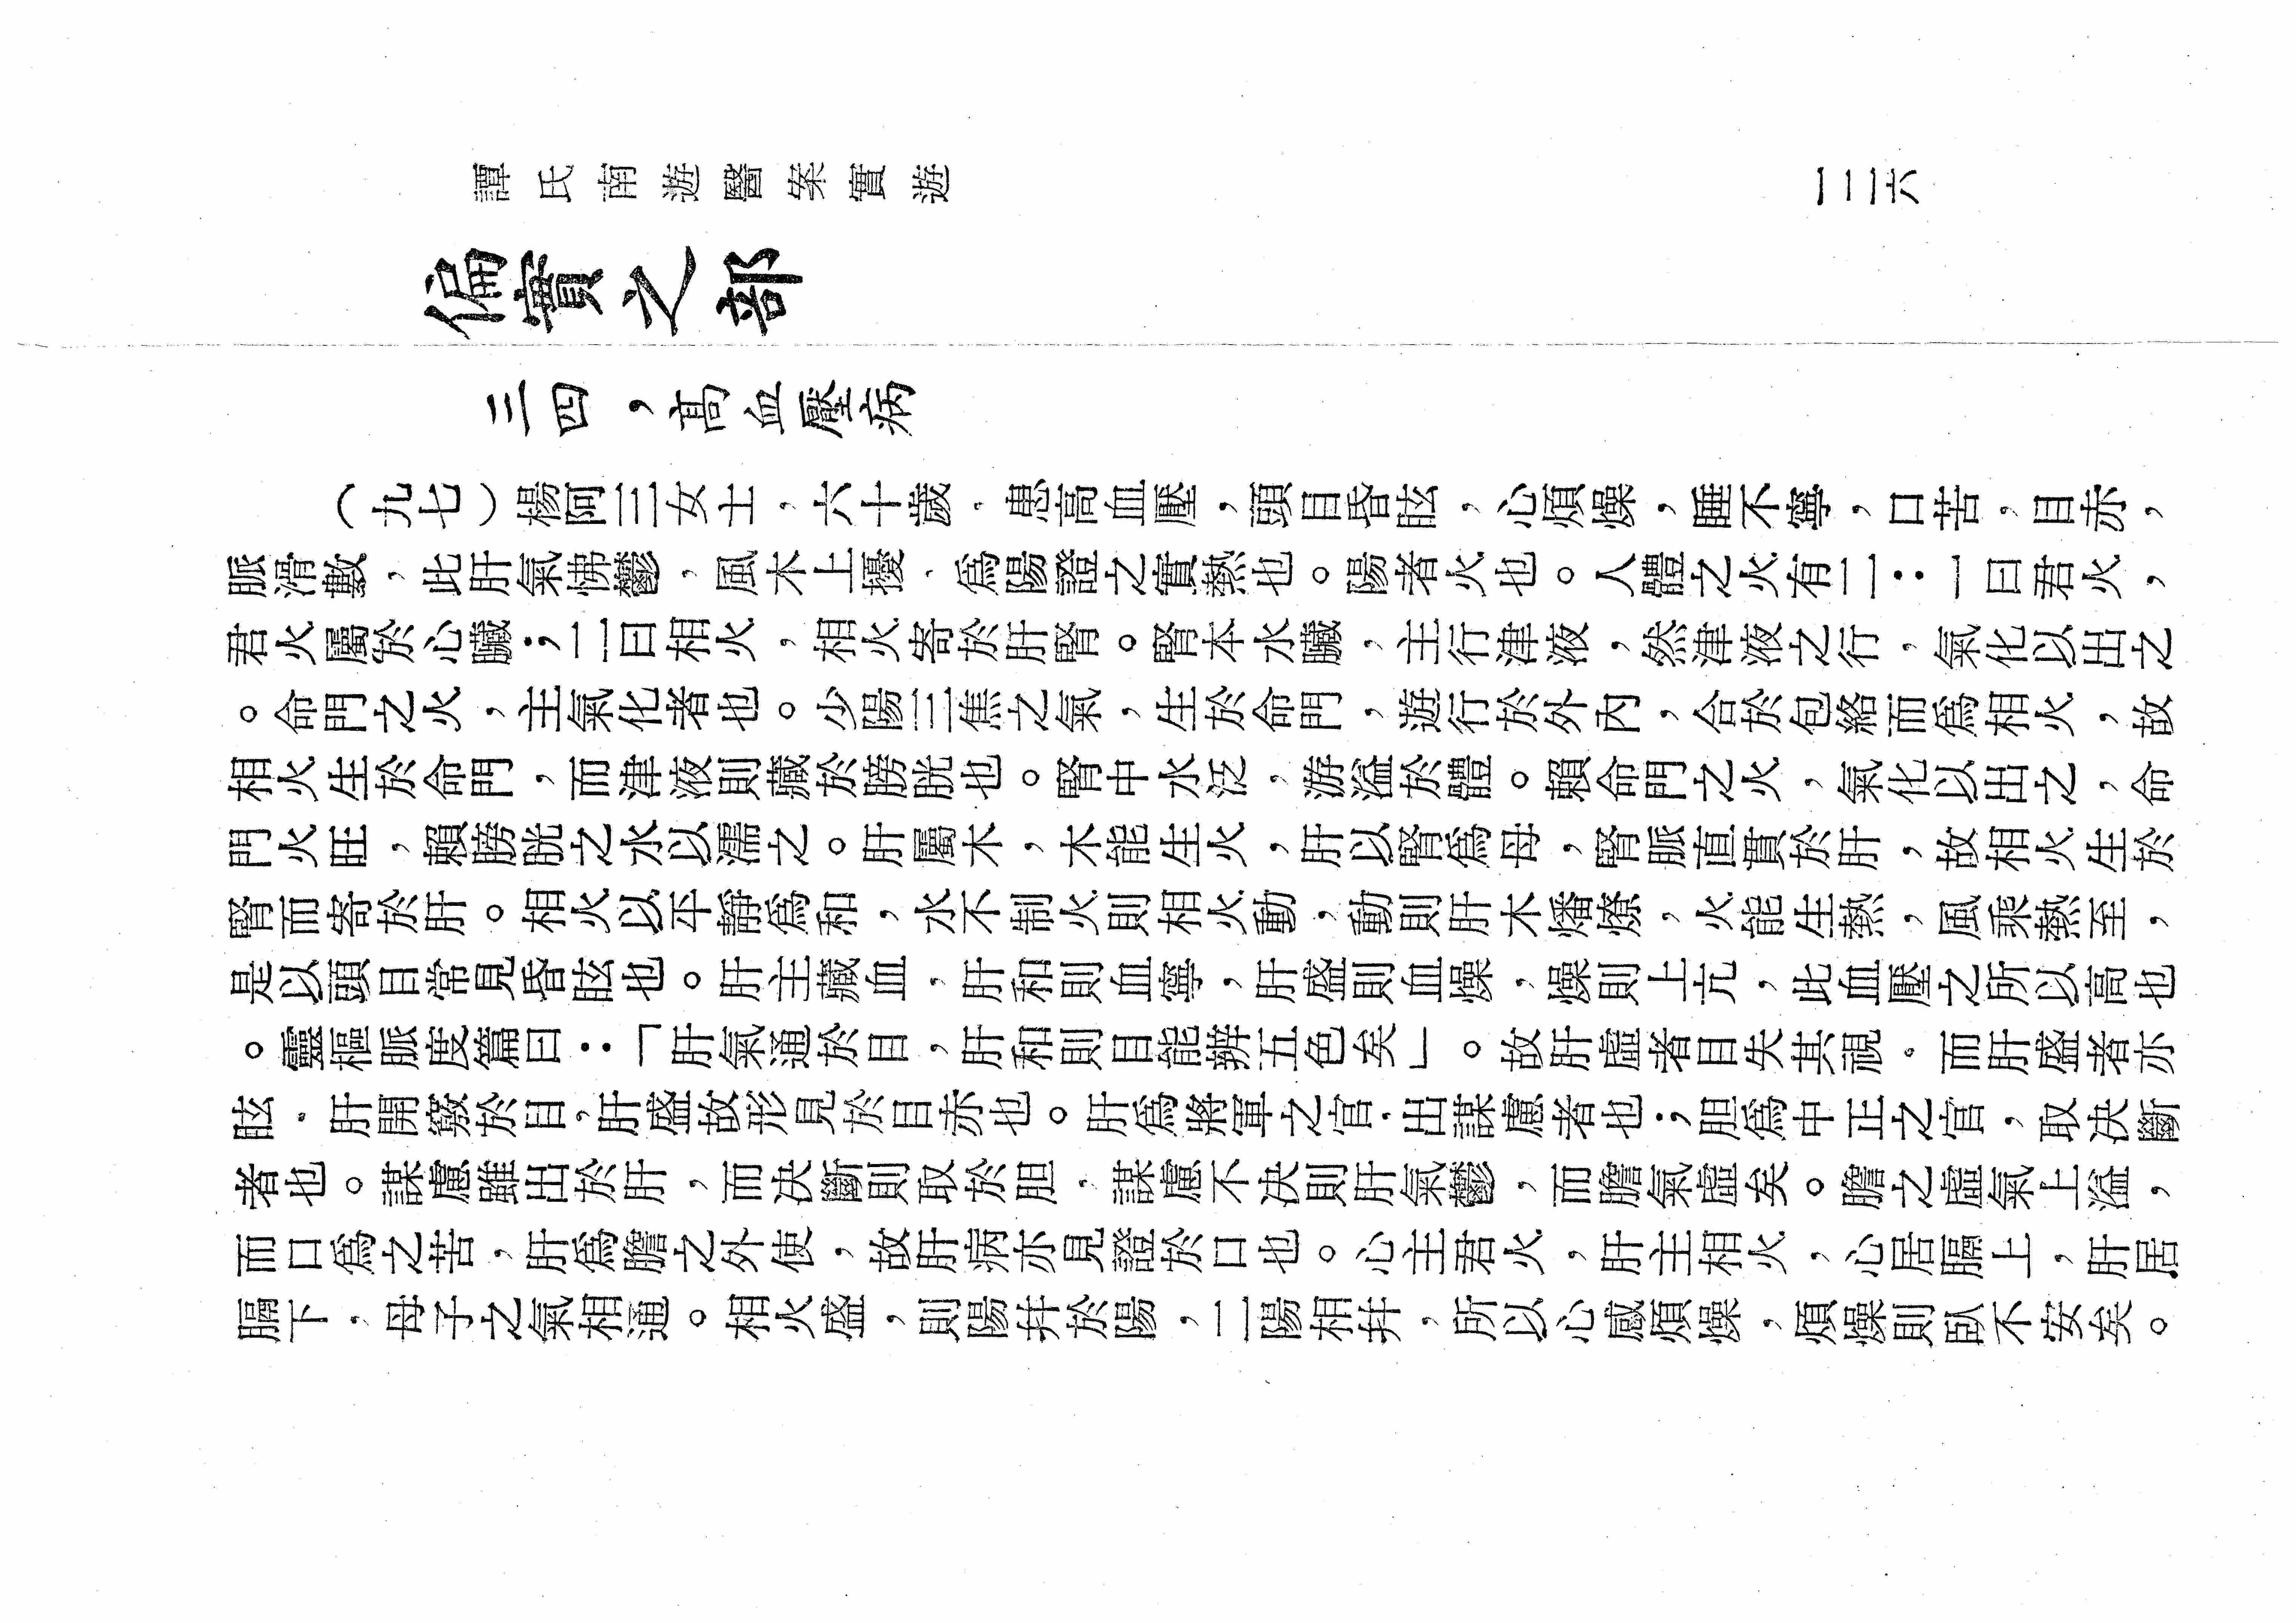 譚氏南遊醫案實遊
一二六
偏實之部
三四，高血壓病
（九七）楊阿三女士，六十歲．患高血壓，頭目昏眩，心煩燥，睡不寧，口苦，目赤，
脈滑數，此肝氣怫鬱，風木上擾．為陽證之實熱也。陽者火也。人體之火有二：一曰君火，
君火屬於心臟；二曰相火，相火寄於肝腎。腎本水臟，主行津液，然津液之行，氣化以出之
。命門之火，主氣化者也。少陽三焦之氣，生於命門，遊行於外內，合於包絡而為相火，故
相火生於命門，而津液則藏於膀胱也。腎中水泛，游溢於體。賴命門之火，氣化以出之，命
門火旺，賴膀胱之水以濡之。肝屬木，木能生火，肝以腎為母，腎脈直貫於肝，故相火生於
腎而寄於肝。相火以平靜為和，水不制火則相火動，動則肝木燔燎，火能生熱，風乘熱至，
是以頭目常見昏眩也。肝主藏血，肝和則血寧，肝盛則血燥，燥則上亢，此血壓之所以高也
。靈樞脈度篇曰：「肝氣通於目，肝和則目能辨五色矣」。故肝虛者目失其視．而肝盛者亦
眩．肝開竅於目，肝盛故形見於目赤也。肝為將軍之官．出謀慮者也；胆為中正之官，取決斷
者也。謀慮雖出於肝，而決斷則取於胆，謀慮不決則肝氣鬱，而膽氣虛矣。膽之虛氣上溢，
而口為之苦，肝為膽之外使，故肝病亦見證於口也。心主君火，肝主相火，心居膈上，肝居
膈下，母子之氣相通。相火盛，則陽并於陽，二陽相并，所以心感煩燥，煩燥則臥不安矣。